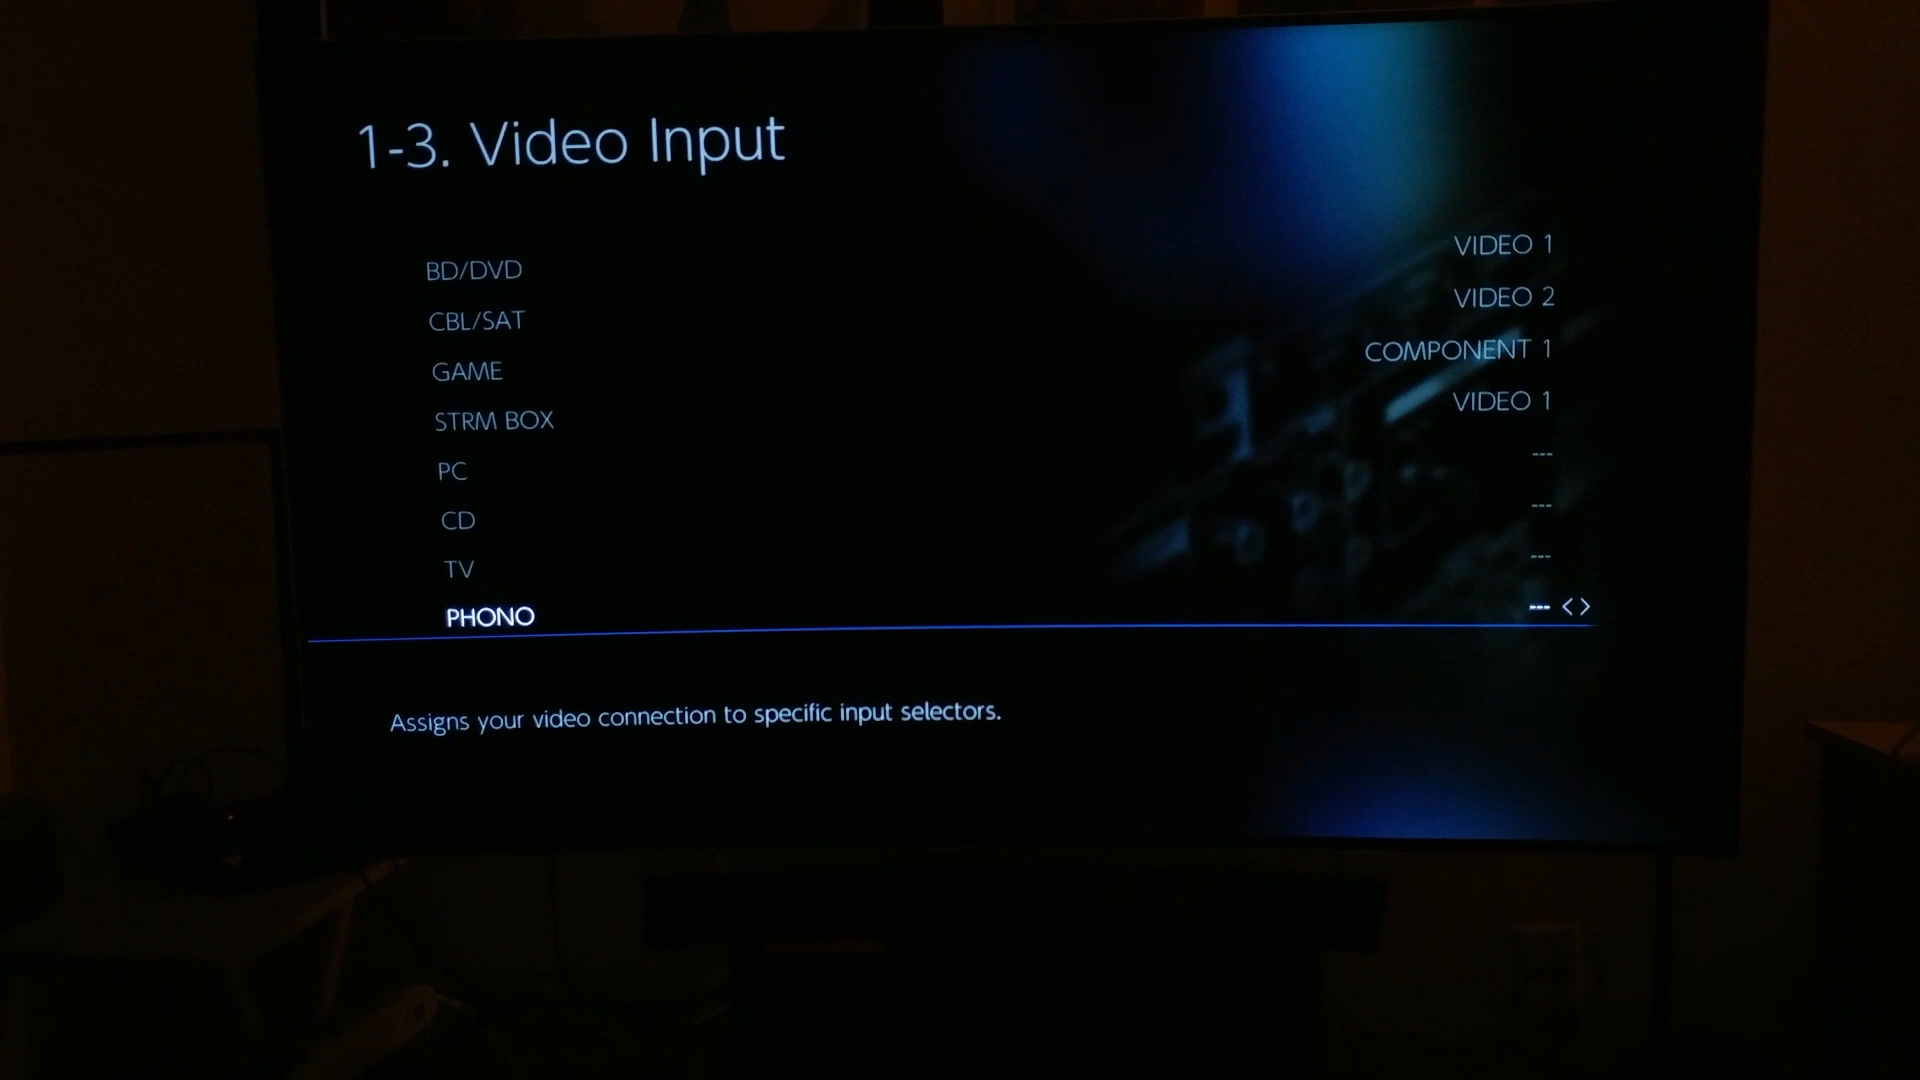 1-3. Video Input
BD/DVD VIDEO 1
CBL/SAT VIDEO 2
GAME COMPONENT 1
STRM BOX VIDEO 1
PC ---
CD ---
TV ---
PHONO --- < >
Assigns your video connection to specific input selectors.